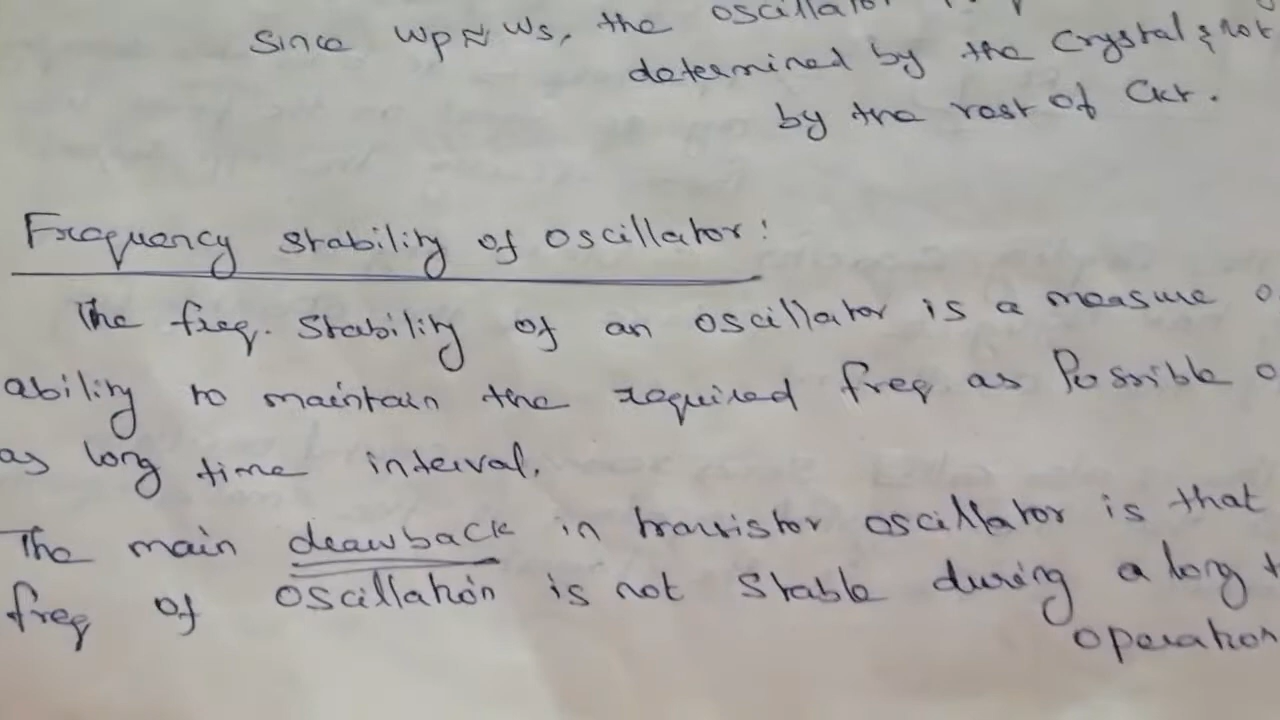 Since wp≈ws, the oscillator
determined by the Crystal & not
by the rest of Ckt.
Frequency stability of oscillator:
The freq. Stability of an oscillator is a measure
ability to maintain the required freq as Possible
as long time interval.
The main drawback in transistor oscillator is that
freq of oscillation is not Stable during a long
operation